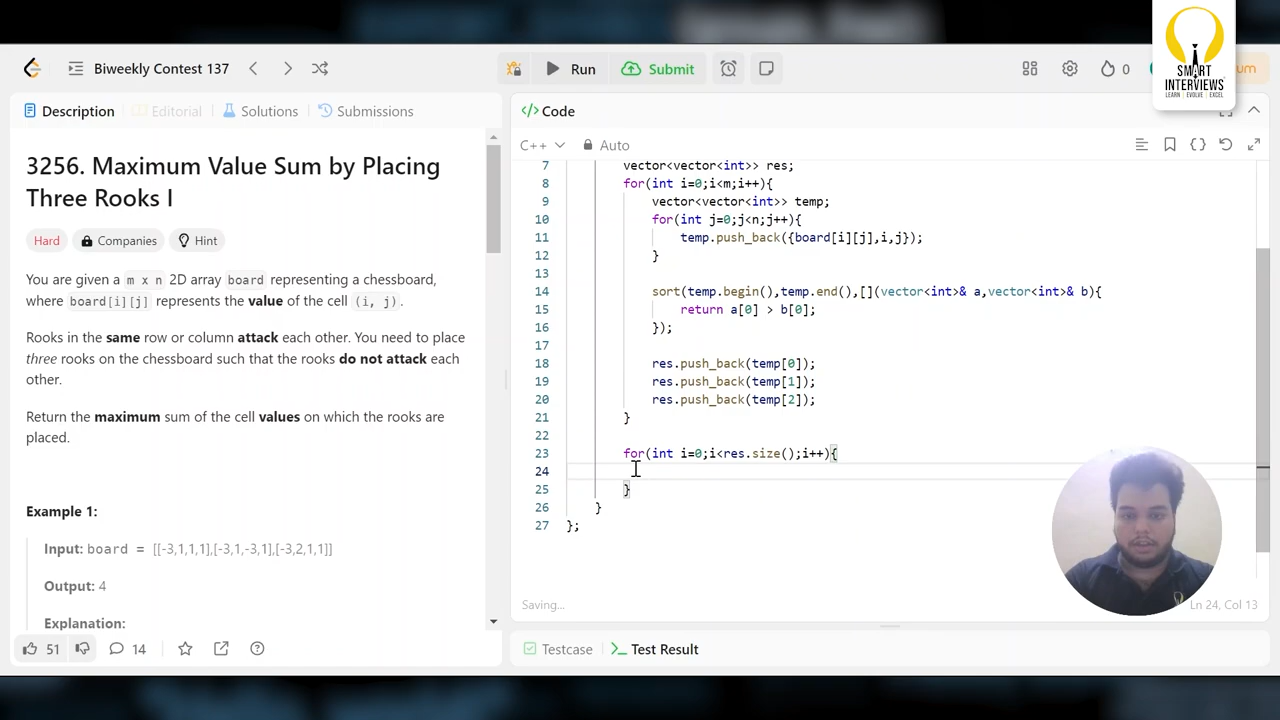 SMART
INTERVIEWS
LEARN | EVOLVE | EXCEL
Biweekly Contest 137
Run
Submit
0
um
Description
Editorial
Solutions
Submissions
3256. Maximum Value Sum by Placing
Three Rooks I
Hard
Companies
Hint
You are given a m x n 2D array board representing a chessboard,
where board[i][j] represents the value of the cell (i, j).
Rooks in the same row or column attack each other. You need to place
three rooks on the chessboard such that the rooks do not attack each
other.
Return the maximum sum of the cell values on which the rooks are
placed.
Example 1:
Input: board = [[-3,1,1,1],[-3,1,-3,1],[-3,2,1,1]]
Output: 4
Explanation:
51
14
</> Code
C++
Auto
7 vector<vector<int>> res;
8 for(int i=0;i<m;i++){
9 vector<vector<int>> temp;
10 for(int j=0;j<n;j++){
11 temp.push_back({board[i][j],i,j});
12 }
13
14 sort(temp.begin(),temp.end(),[](vector<int>& a,vector<int>& b){
15 return a[0] > b[0];
16 });
17
18 res.push_back(temp[0]);
19 res.push_back(temp[1]);
20 res.push_back(temp[2]);
21 }
22
23 for(int i=0;i<res.size();i++){
24
25 }
26 }
27 };
Saving...
Ln 24, Col 13
Testcase
Test Result